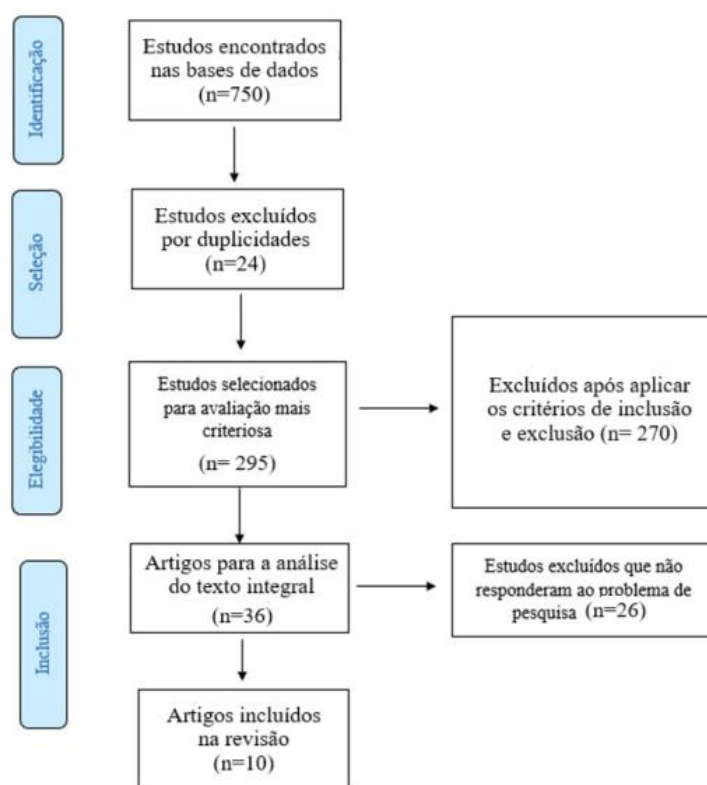 Identificação
Estudos encontrados
nas bases de dados
(n=750)
Seleção
Estudos excluídos
por duplicidades
(n=24)
Elegibilidade
Estudos selecionados
para avaliação mais
criteriosa
(n= 295)
Excluídos após aplicar
os critérios de inclusão
e exclusão (n= 270)
Inclusão
Artigos para a análise
do texto integral
(n=36)
Estudos excluídos que não
responderam ao problema de
pesquisa (n=26)
Artigos incluídos
na revisão
(n=10)